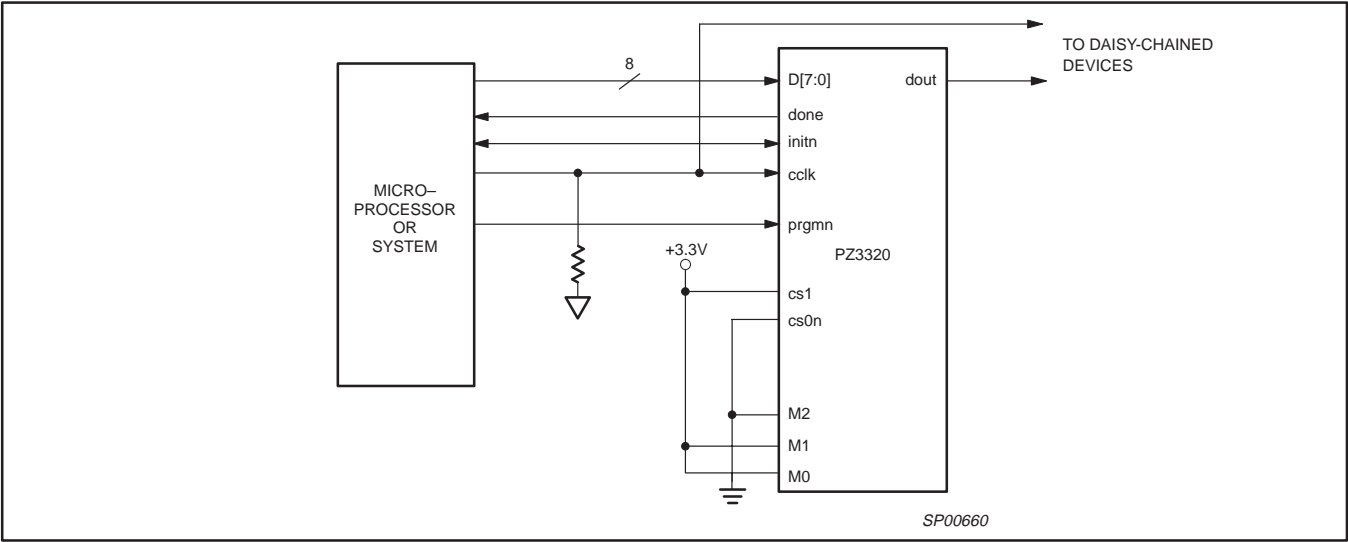 TO DAISY-CHAINED
DEVICES
8
D[7:0]
dout
done
initn
cclk
MICRO–
PROCESSOR
OR
SYSTEM
prgmn
+3.3V
PZ3320
cs1
cs0n
M2
M1
M0
SP00660